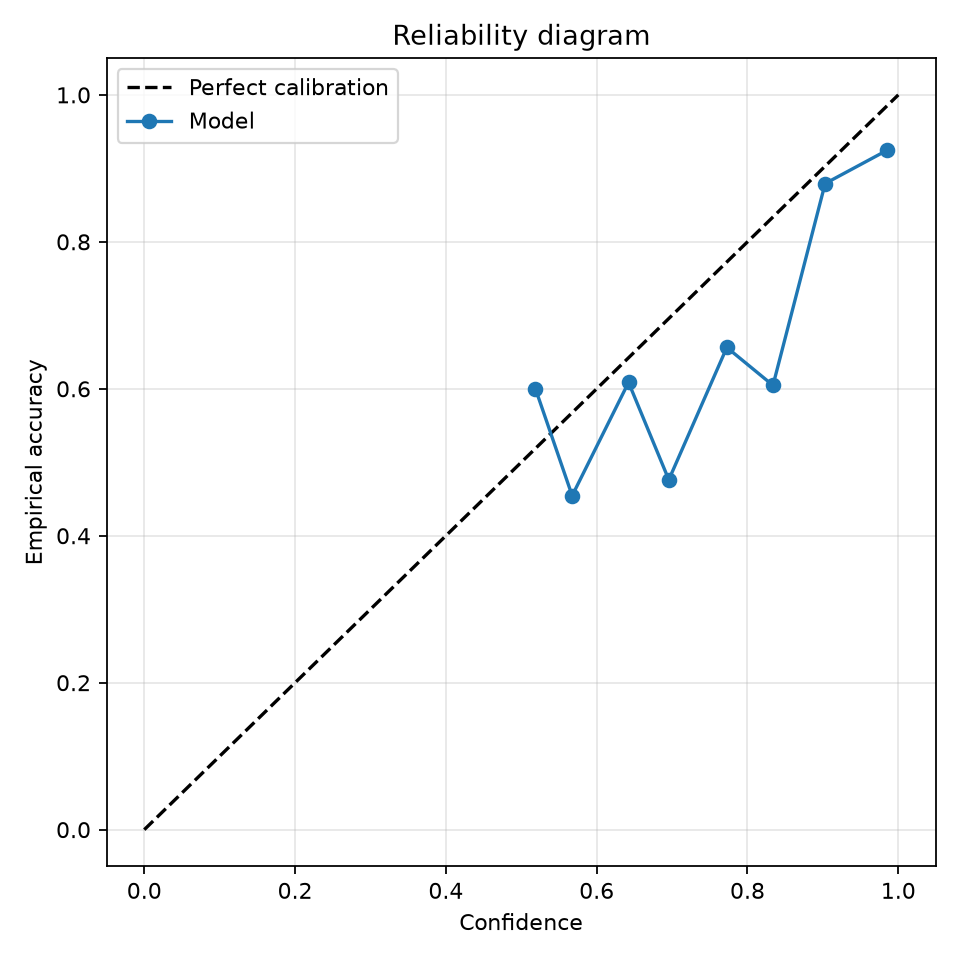 Reliability diagram
Perfect calibration
Model
1.0
0.8
0.6
0.4
0.2
0.0
Empirical accuracy
0.0 0.2 0.4 0.6 0.8 1.0
Confidence